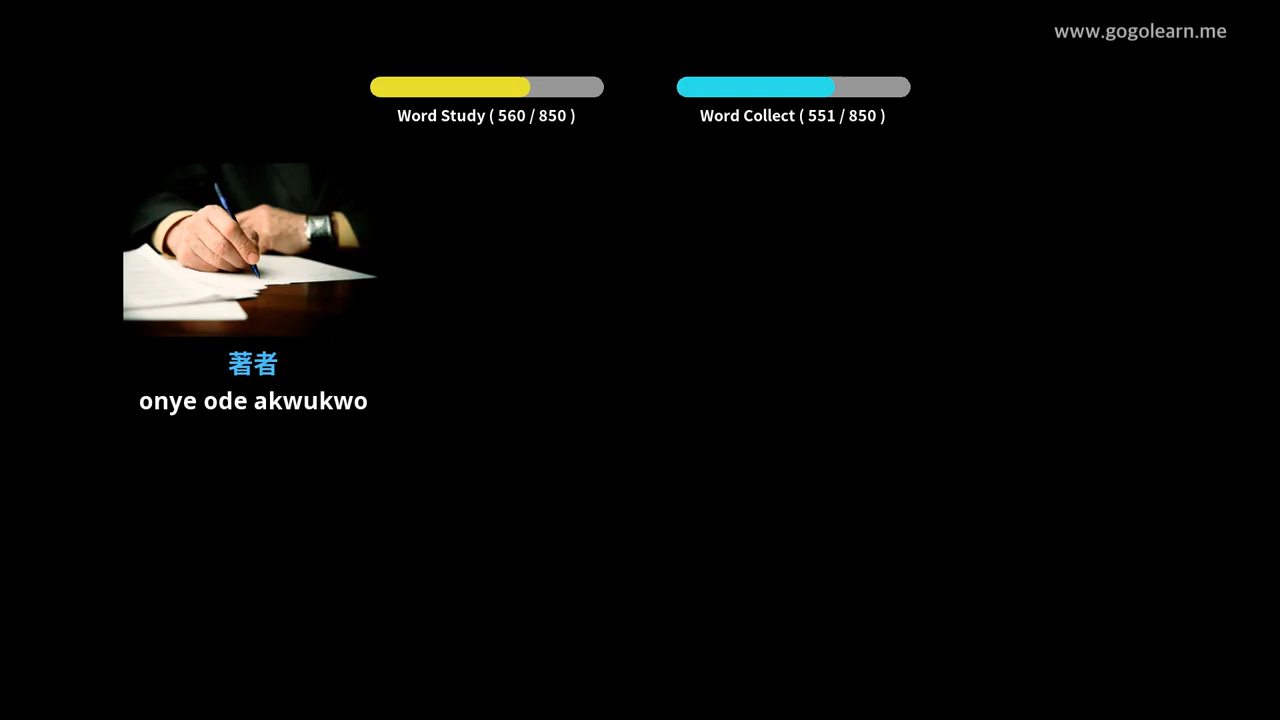 www.gogolearn.me
Word Study ( 560 / 850 )
Word Collect ( 551 / 850 )
著者
onye ode akwukwo